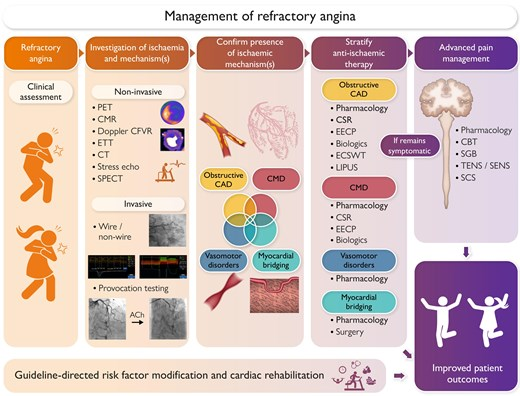 Management of refractory angina
Refractory
angina
Clinical
assessment
Investigation of ischaemia
and mechanism(s)
Non-invasive
• PET
• CMR
• Doppler CFVR
• ETT
• CT
• Stress echo
• SPECT
Invasive
• Wire /
non-wire
• Provocation testing
ACh
Confirm presence
of ischaemic
mechanism(s)
Obstructive
CAD
CMD
Vasomotor
disorders
Myocardial
bridging
Stratify
anti-ischaemic
therapy
Obstructive
CAD
• Pharmacology
• CSR
• EECP
• Biologics
• ECSWT
• LIPUS
CMD
• Pharmacology
• CSR
• EECP
• Biologics
Vasomotor
disorders
• Pharmacology
Myocardial
bridging
• Pharmacology
• Surgery
If remains
symptomatic
Advanced pain
management
• Pharmacology
• CBT
• SGB
• TENS / SENS
• SCS
Improved patient
outcomes
Guideline-directed risk factor modification and cardiac rehabilitation